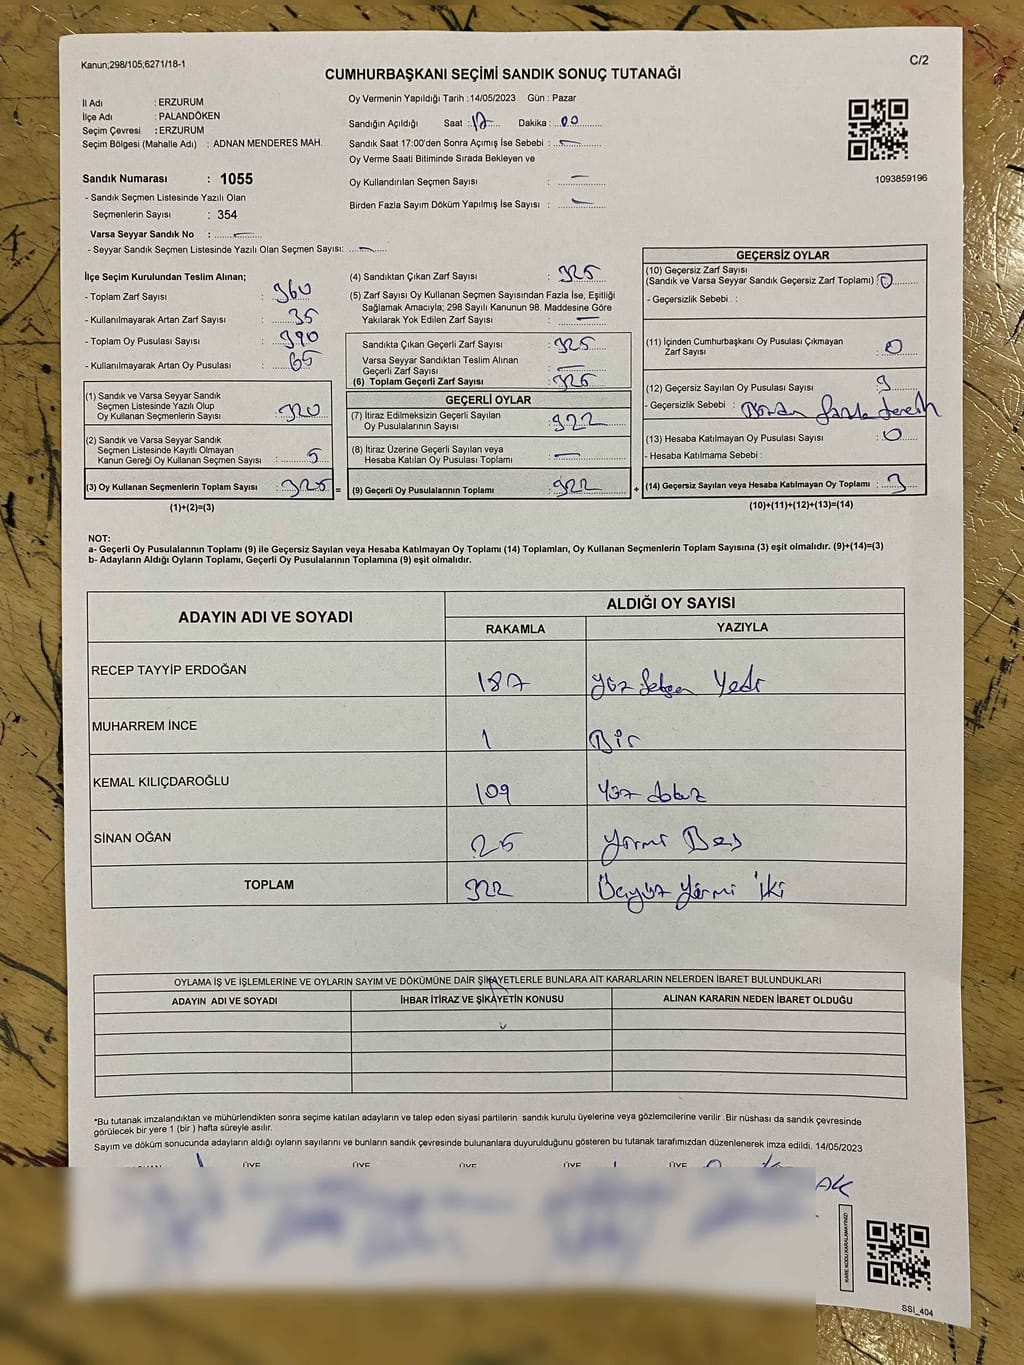 Kanun;298/105;6271/18-1
C/2
CUMHURBAŞKANI SEÇİMİ SANDIK SONUÇ TUTANAĞI
İl Adı : ERZURUM
İlçe Adı : PALANDÖKEN
Seçim Çevresi : ERZURUM
Seçim Bölgesi (Mahalle Adı) : ADNAN MENDERES MAH.
Sandık Numarası : 1055
- Sandık Seçmen Listesinde Yazılı Olan
Seçmenlerin Sayısı : 354
Varsa Seyyar Sandık No : —
- Seyyar Sandık Seçmen Listesinde Yazılı Olan Seçmen Sayısı: —
Oy Vermenin Yapıldığı Tarih : 14/05/2023 Gün : Pazar
Sandığın Açıldığı Saat : 17 Dakika : 00
Sandık Saat 17:00'den Sonra Açımış İse Sebebi : —
Oy Verme Saati Bitiminde Sırada Bekleyen ve
Oy Kullandırılan Seçmen Sayısı : —
Birden Fazla Sayım Döküm Yapılmış İse Sayısı : —
1093859196
İlçe Seçim Kurulundan Teslim Alınan;
- Toplam Zarf Sayısı : 360
- Kullanılmayarak Artan Zarf Sayısı : 35
- Toplam Oy Pusulası Sayısı : 390
- Kullanılmayarak Artan Oy Pusulası : 65
(1) Sandık ve Varsa Seyyar Sandık
Seçmen Listesinde Yazılı Olup
Oy Kullanan Seçmenlerin Sayısı : 320
(2) Sandık ve Varsa Seyyar Sandık
Seçmen Listesinde Kayıtlı Olmayan
Kanun Gereği Oy Kullanan Seçmen Sayısı : 5
(3) Oy Kullanan Seçmenlerin Toplam Sayısı : 325 =
(1)+(2)=(3)
(4) Sandıktan Çıkan Zarf Sayısı : 325
(5) Zarf Sayısı Oy Kullanan Seçmen Sayısından Fazla İse, Eşitliği
Sağlamak Amacıyla; 298 Sayılı Kanunun 98. Maddesine Göre
Yakılarak Yok Edilen Zarf Sayısı : —
Sandıkta Çıkan Geçerli Zarf Sayısı : 325
Varsa Seyyar Sandıktan Teslim Alınan
Geçerli Zarf Sayısı : —
(6) Toplam Geçerli Zarf Sayısı : 325
GEÇERLİ OYLAR
(7) İtiraz Edilmeksizin Geçerli Sayılan
Oy Pusulalarının Sayısı : 322
(8) İtiraz Üzerine Geçerli Sayılan veya
Hesaba Katılan Oy Pusulası Toplamı : —
(9) Geçerli Oy Pusulalarının Toplamı : 322 +
GEÇERSİZ OYLAR
(10) Geçersiz Zarf Sayısı
(Sandık ve Varsa Seyyar Sandık Geçersiz Zarf Toplamı) : 0
- Geçersizlik Sebebi :
(11) İçinden Cumhurbaşkanı Oy Pusulası Çıkmayan
Zarf Sayısı : 0
(12) Geçersiz Sayılan Oy Pusulası Sayısı : 3
- Geçersizlik Sebebi : Birden fazla tercih
(13) Hesaba Katılmayan Oy Pusulası Sayısı : 0
- Hesaba Katılmama Sebebi :
(14) Geçersiz Sayılan veya Hesaba Katılmayan Oy Toplamı : 3
(10)+(11)+(12)+(13)=(14)
NOT:
a- Geçerli Oy Pusulalarının Toplamı (9) ile Geçersiz Sayılan veya Hesaba Katılmayan Oy Toplamı (14) Toplamları, Oy Kullanan Seçmenlerin Toplam Sayısına (3) eşit olmalıdır. (9)+(14)=(3)
b- Adayların Aldığı Oyların Toplamı, Geçerli Oy Pusulalarının Toplamına (9) eşit olmalıdır.
ADAYIN ADI VE SOYADI ALDIĞI OY SAYISI
RAKAMLA YAZIYLA
RECEP TAYYİP ERDOĞAN 187 Yüz Seksen Yedi
MUHARREM İNCE 1 Bir
KEMAL KILIÇDAROĞLU 109 Yüz dokuz
SİNAN OĞAN 25 Yirmi Beş
TOPLAM 322 Üçyüz Yirmi İki
OYLAMA İŞ VE İŞLEMLERİNE VE OYLARIN SAYIM VE DÖKÜMÜNE DAİR ŞİKAYETLERLE BUNLARA AİT KARARLARIN NELERDEN İBARET BULUNDUKLARI
ADAYIN ADI VE SOYADI İHBAR İTİRAZ VE ŞİKAYETİN KONUSU ALINAN KARARIN NEDEN İBARET OLDUĞU
*Bu tutanak imzalandıktan ve mühürlendikten sonra seçime katılan adayların ve talep eden siyasi partilerin sandık kurulu üyelerine veya gözlemcilerine verilir .Bir nüshası da sandık çevresinde
görülecek bir yere 1 (bir ) hafta süreyle asılır.
Sayım ve döküm sonucunda adayların aldığı oyların sayılarını ve bunların sandık çevresinde bulunanlara duyurulduğunu gösteren bu tutanak tarafımızdan düzenlenerek imza edildi. 14/05/2023
BAŞKAN ÜYE ÜYE ÜYE ÜYE ÜYE
KARE KODU KARALAMAYINIZ!
SSI_404